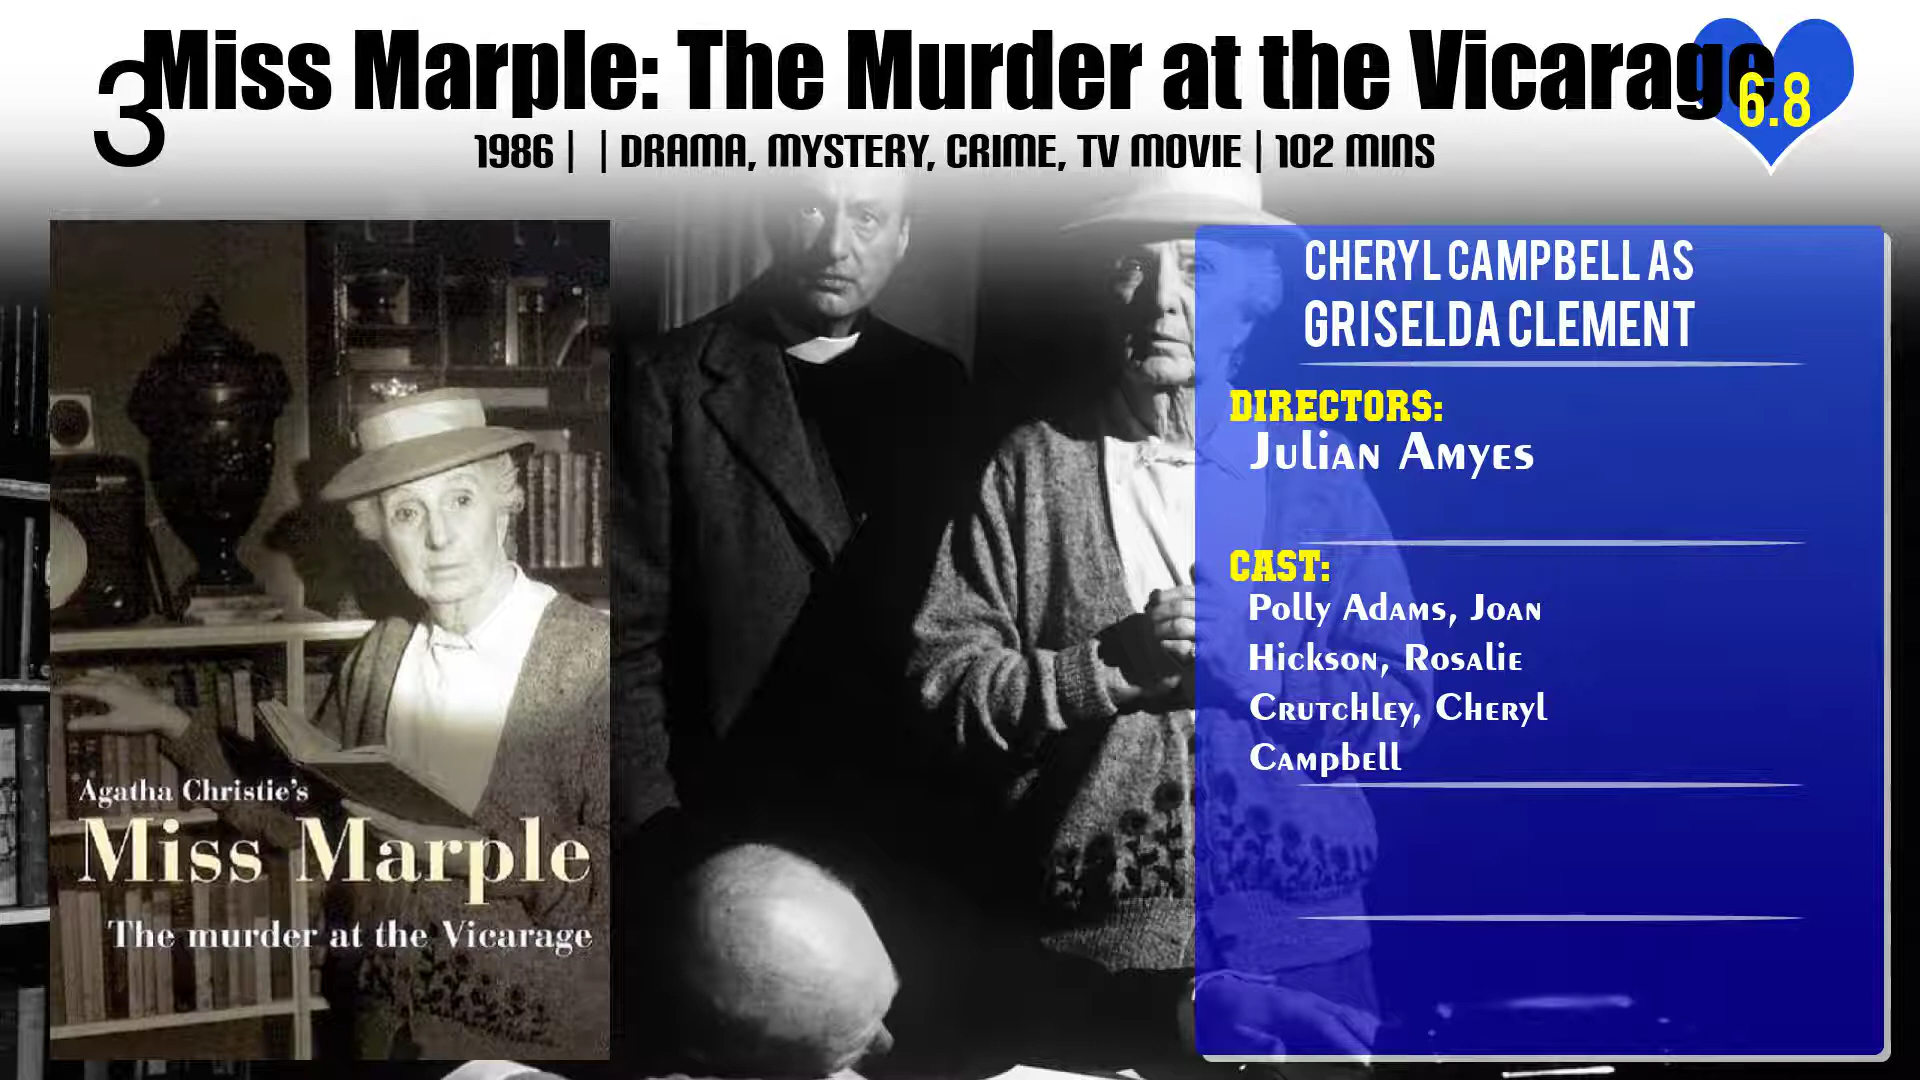 3
Miss Marple: The Murder at the Vicarage
6.8
1986 | | DRAMA, MYSTERY, CRIME, TV MOVIE | 102 MINS
CHERYL CAMPBELL AS
GRISELDA CLEMENT
DIRECTORS:
Julian Amyes
CAST:
Polly Adams, Joan
Hickson, Rosalie
Crutchley, Cheryl
Campbell
Agatha Christie's
Miss Marple
The murder at the Vicarage